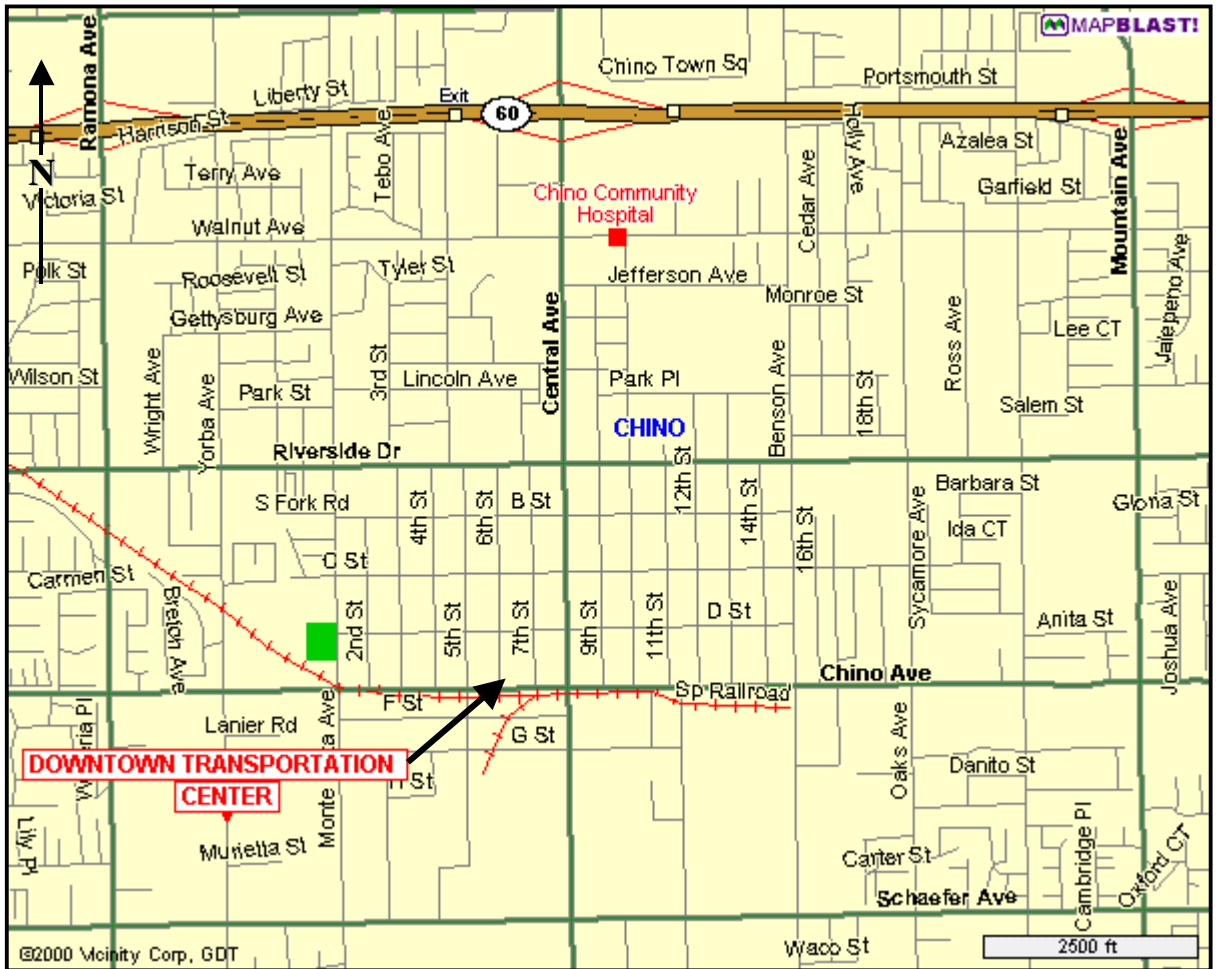 MAPBLAST!
Ramona Ave
Chino Town Sq
Portsmouth St
Liberty St
Exit
60
Harrison St
Tebo Ave
Holly Ave
Azalea St
N
Terry Ave
Mountain Ave
Victoria St
Chino Community
Hospital
Cedar Ave
Garfield St
Walnut Ave
Polk St
Roosevelt St
Tyler St
Jefferson Ave
Monroe St
Jalepeno Ave
Gettysburg Ave
Central Ave
Ross Ave
Lee CT
Wilson St
Wright Ave
Yorba Ave
Park St
3rd St
Lincoln Ave
Park Pl
Benson Ave
18th St
Salem St
CHINO
Riverside Dr
12th St
S Fork Rd
4th St
6th St
B St
14th St
16th St
Sycamore Ave
Barbara St
Gloria St
Ida CT
C St
Carmen St
Breton Ave
2nd St
5th St
7th St
9th St
11th St
D St
Anita St
Joshua Ave
Chino Ave
Sp Railroad
F St
Lanier Rd
G St
Oaks Ave
DOWNTOWN TRANSPORTATION
CENTER
H St
Danito St
Monte
Lily Pl
Murietta St
Carter St
Cambridge Pl
Oxford CT
Schaefer Ave
Waco St
2500 ft
©2000 Vicinity Corp, GDT